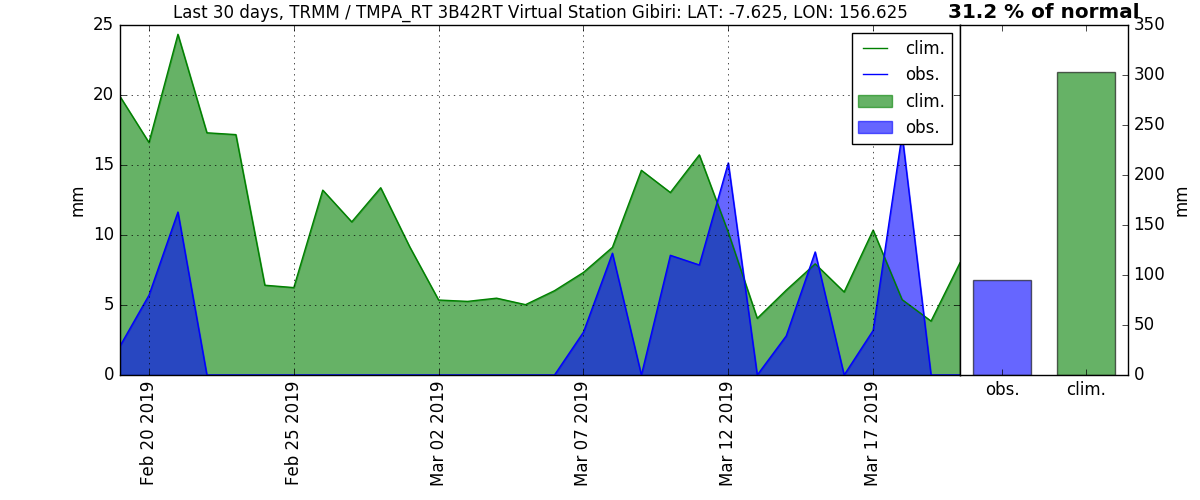 Last 30 days, TRMM / TMPA_RT 3B42RT Virtual Station Gibiri: LAT: -7.625, LON: 156.625
31.2 % of normal
25
20
15
10
5
0
mm
clim.
obs.
clim.
obs.
350
300
250
200
150
100
50
0
mm
Feb 20 2019
Feb 25 2019
Mar 02 2019
Mar 07 2019
Mar 12 2019
Mar 17 2019
obs.
clim.